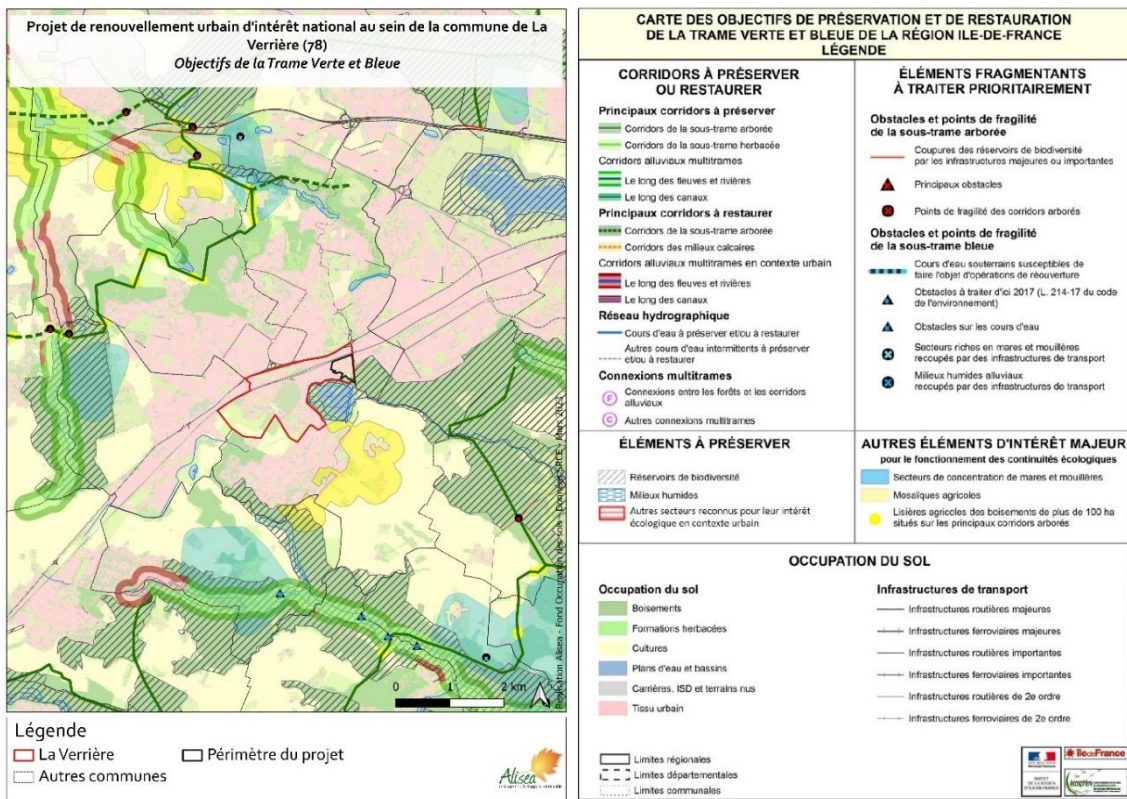 Projet de renouvellement urbain d'intérêt national au sein de la commune de La
Verrière (78)
Objectifs de la Trame Verte et Bleue
0 1 2 km
Légende
La Verrière
Périmètre du projet
Autres communes
Alisea
CARTE DES OBJECTIFS DE PRÉSERVATION ET DE RESTAURATION
DE LA TRAME VERTE ET BLEUE DE LA RÉGION ILE-DE-FRANCE
LÉGENDE
CORRIDORS À PRÉSERVER
OU RESTAURER
Principaux corridors à préserver
Corridors de la sous-trame arborée
Corridors de la sous-trame herbacée
Corridors alluviaux multitrames
Le long des fleuves et rivières
Le long des canaux
Principaux corridors à restaurer
Corridors de la sous-trame arborée
Corridors des milieux calcaires
Corridors alluviaux multitrames en contexte urbain
Le long des fleuves et rivières
Le long des canaux
Réseau hydrographique
Cours d'eau à préserver et/ou à restaurer
Autres cours d'eau intermittents à préserver
et/ou à restaurer
Connexions multitrames
F Connexions entre les forêts et les corridors
alluviaux
C Autres connexions multitrames
ÉLÉMENTS FRAGMENTANTS
À TRAITER PRIORITAIREMENT
Obstacles et points de fragilité
de la sous-trame arborée
Coupures des réservoirs de biodiversité
par les infrastructures majeures ou importantes
Principaux obstacles
Points de fragilité des corridors arborés
Obstacles et points de fragilité
de la sous-trame bleue
Cours d'eau souterrains susceptibles de
faire l'objet d'opérations de réouverture
Obstacles à traiter d'ici 2017 (L. 214-17 du code
de l'environnement)
Obstacles sur les cours d'eau
Secteurs riches en mares et mouillères
recoupés par des infrastructures de transport
Milieux humides alluviaux
recoupés par des infrastructures de transport
ÉLÉMENTS À PRÉSERVER
Réservoirs de biodiversité
Milieux humides
Autres secteurs reconnus pour leur intérêt
écologique en contexte urbain
AUTRES ÉLÉMENTS D'INTÉRÊT MAJEUR
pour le fonctionnement des continuités écologiques
Secteurs de concentration de mares et mouillères
Mosaïques agricoles
Lisières agricoles des boisements de plus de 100 ha
situés sur les principaux corridors arborés
OCCUPATION DU SOL
Occupation du sol
Boisements
Formations herbacées
Cultures
Plans d'eau et bassins
Carrières, ISD et terrains nus
Tissu urbain
Infrastructures de transport
Infrastructures routières majeures
Infrastructures ferroviaires majeures
Infrastructures routières importantes
Infrastructures ferroviaires importantes
Infrastructures routières de 2e ordre
Infrastructures ferroviaires de 2e ordre
Limites régionales
Limites départementales
Limites communales
îledeFrance
écosphère